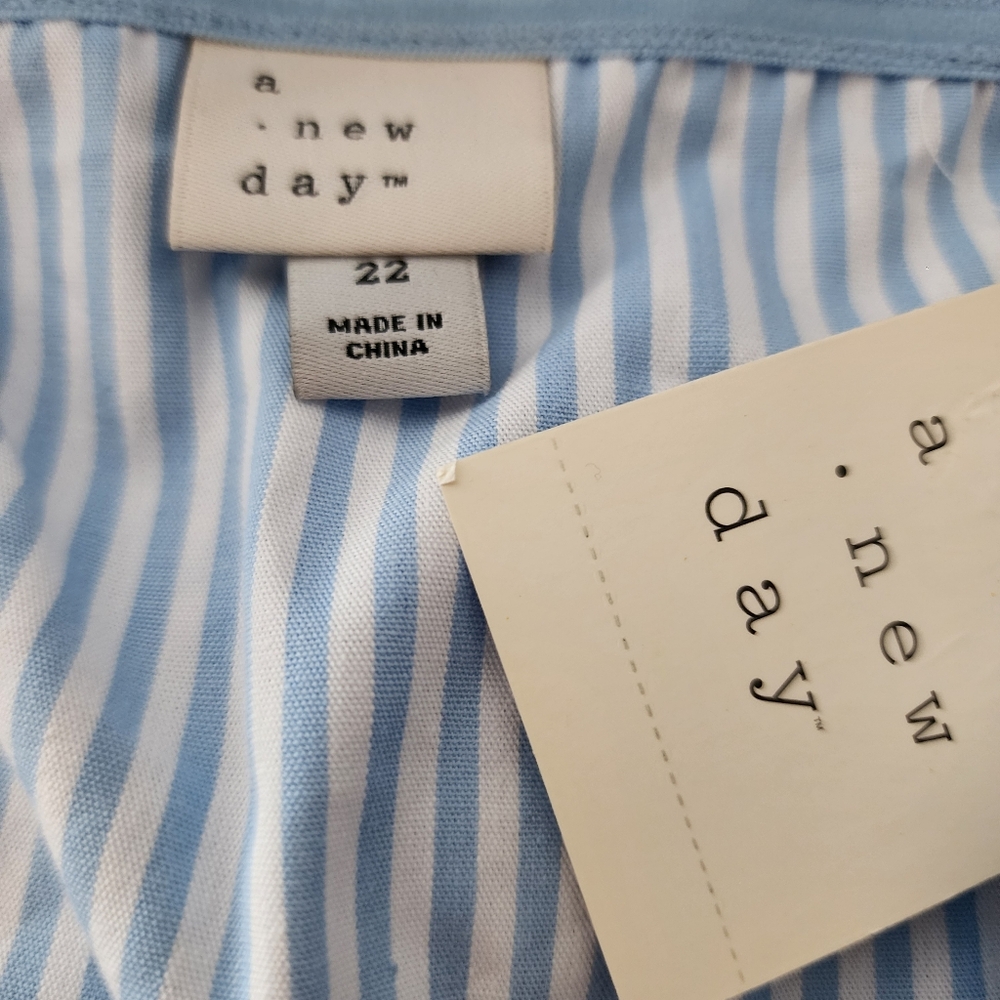 a
· new
day™
22
MADE IN
CHINA
a
· new
day™